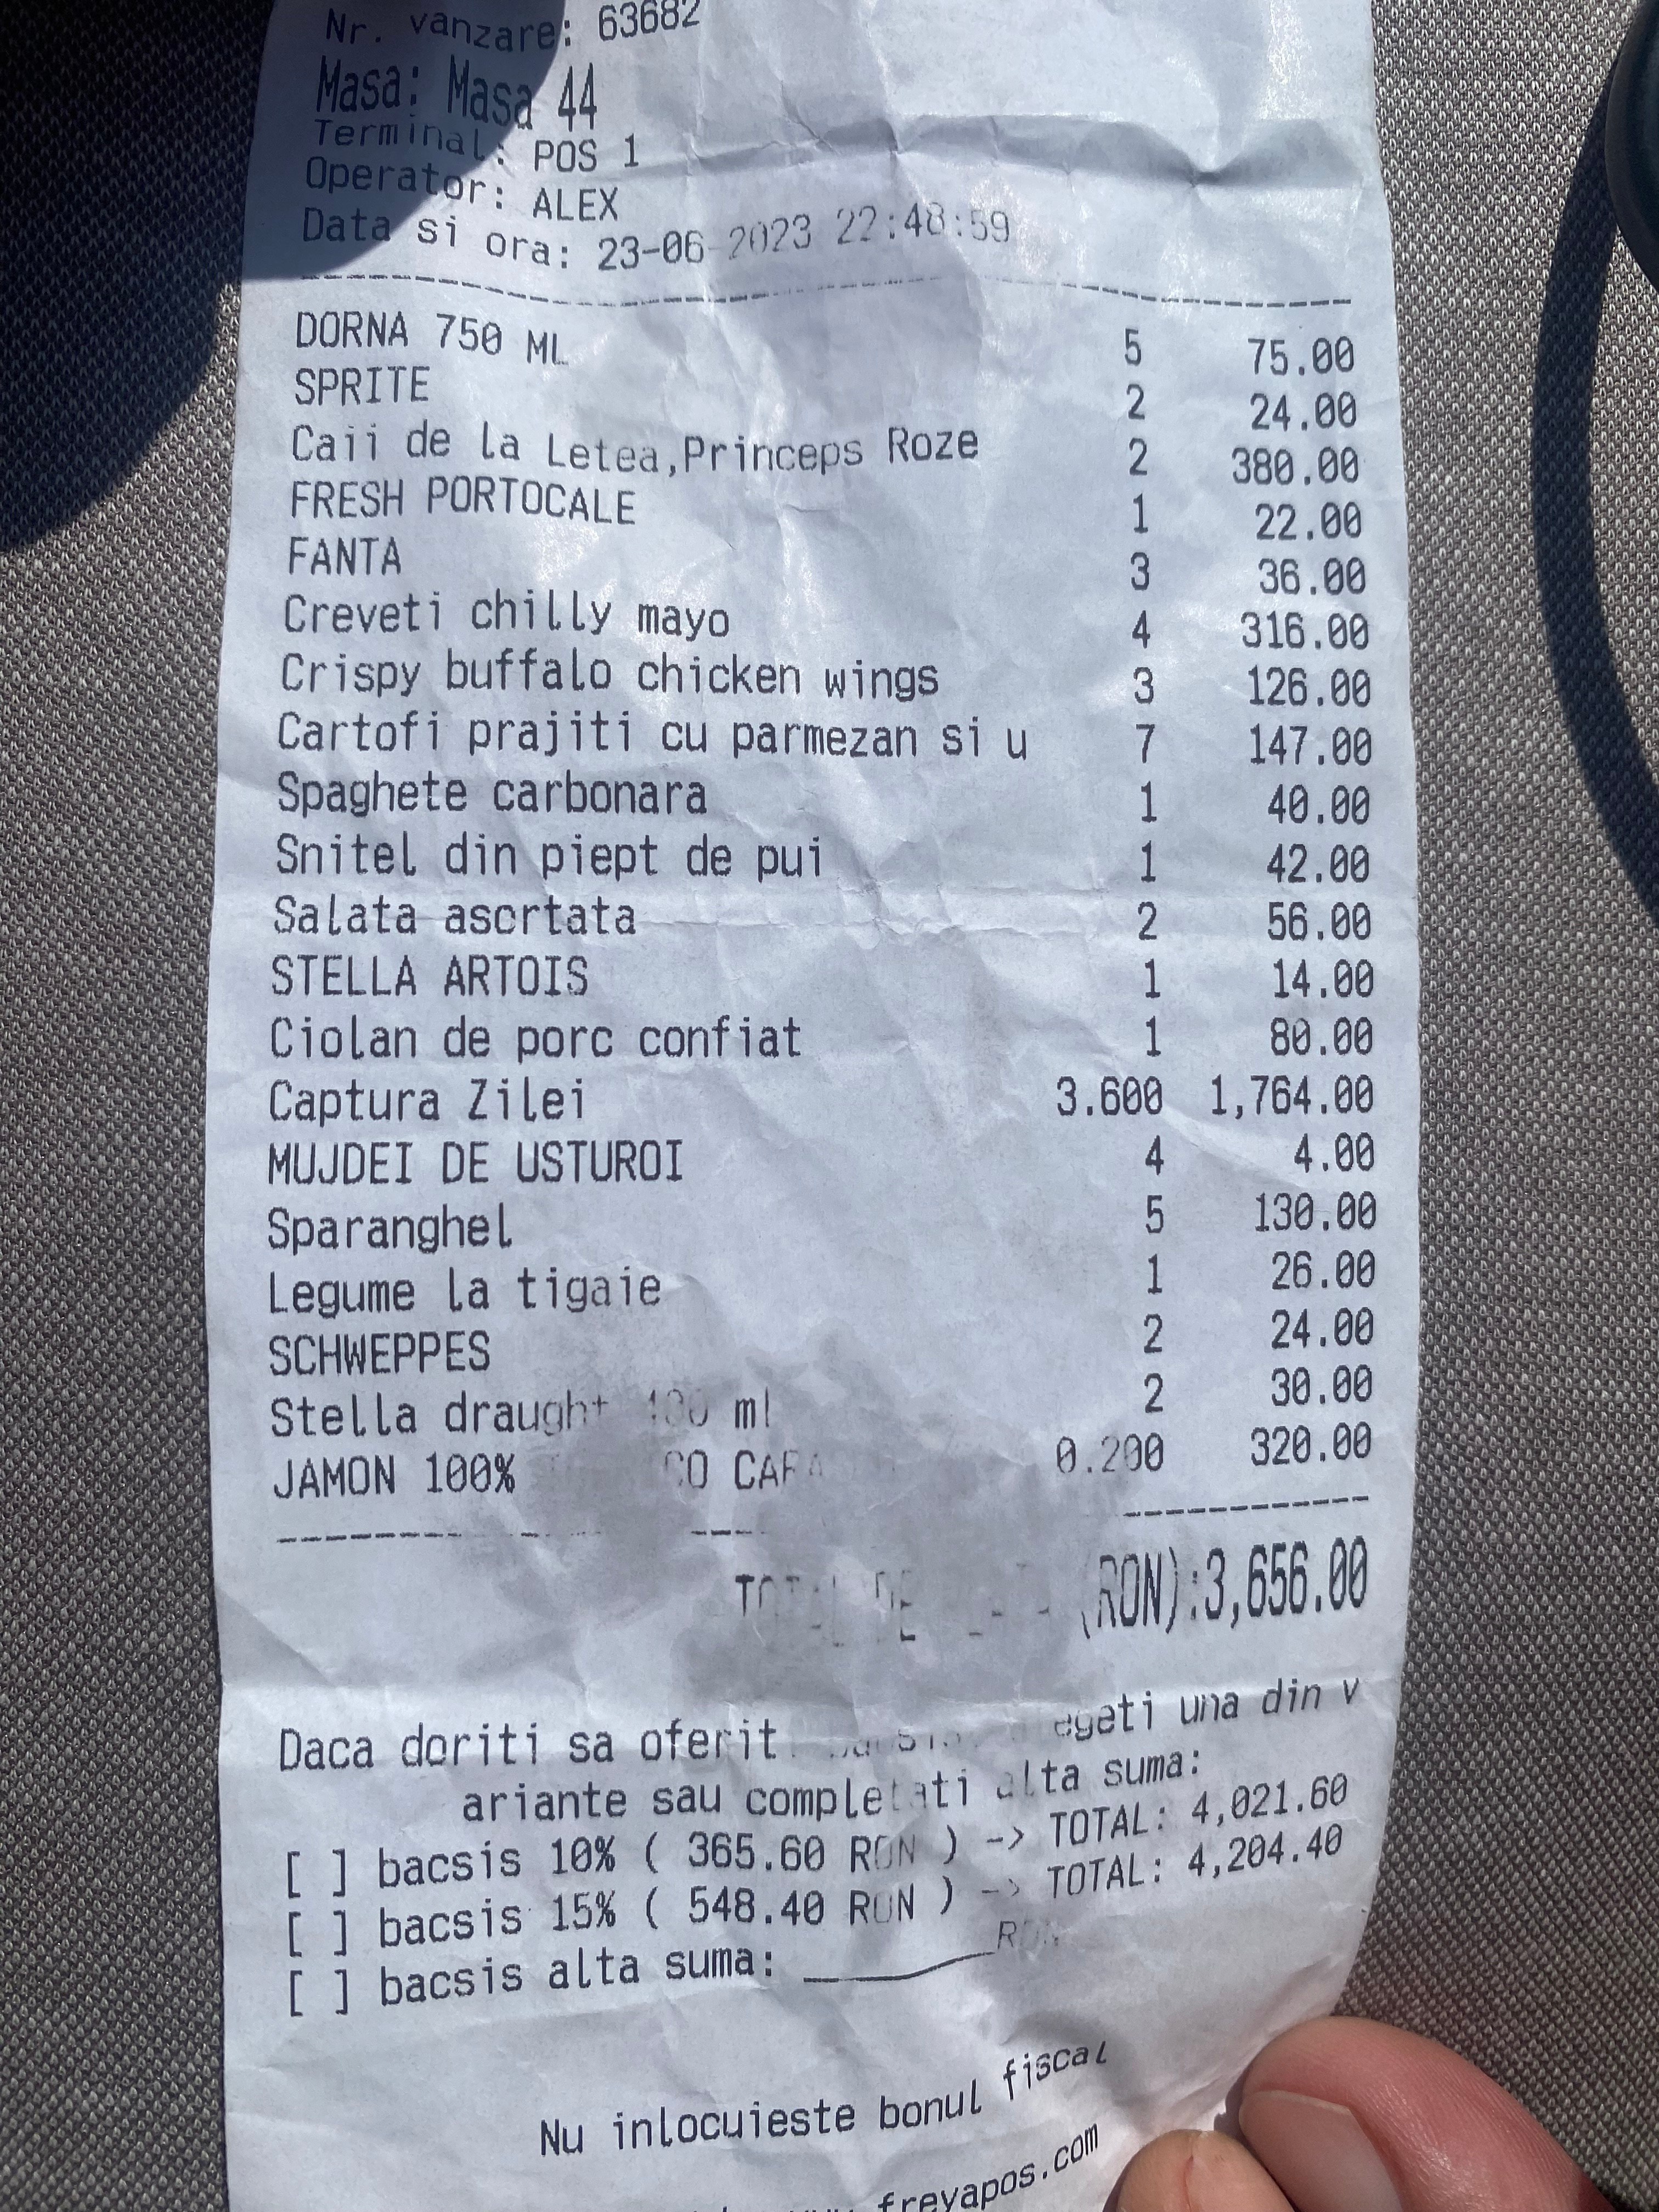 Nr. vanzare: 63682
Masa: Masa 44
Terminal: POS 1
Operator: ALEX
Data si ora: 23-06-2023 22:48:59
DORNA 750 ML 5 75.00
SPRITE 2 24.00
Caii de la Letea,Princeps Roze 2 380.00
FRESH PORTOCALE 1 22.00
FANTA 3 36.00
Creveti chilly mayo 4 316.00
Crispy buffalo chicken wings 3 126.00
Cartofi prajiti cu parmezan si u 7 147.00
Spaghete carbonara 1 40.00
Snitel din piept de pui 1 42.00
Salata asortata 2 56.00
STELLA ARTOIS 1 14.00
Ciolan de porc confiat 1 80.00
Captura Zilei 3.600 1,764.00
MUJDEI DE USTUROI 4 4.00
Sparanghel 5 130.00
Legume la tigaie 1 26.00
SCHWEPPES 2 24.00
Stella draught ml 2 30.00
JAMON 100% 0.200 320.00
TOTAL DE (RON):3,656.00
Daca doriti sa oferiti una din v
ariante sau completati alta suma:
[ ] bacsis 10% ( 365.60 RON ) -> TOTAL: 4,021.60
[ ] bacsis 15% ( 548.40 RON ) -> TOTAL: 4,204.40
[ ] bacsis alta suma: ______RON
Nu inlocuieste bonul fiscal
freyapos.com